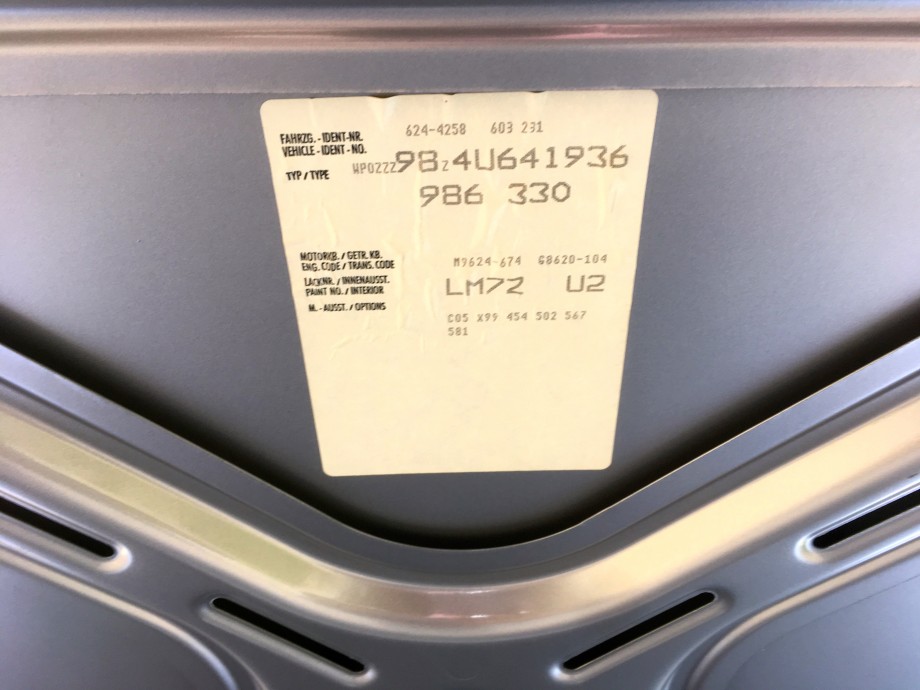 624-4258 603 231
FAHRZG.-IDENT-NR.
VEHICLE-IDENT-NO. WP0ZZZ98Z4U641936
TYP/TYPE 986 330
MOTORKB./GETR.KB.
ENG.CODE/TRANS.CODE M9624-674 G8620-104
LACKNR./INNENAUSST.
PAINT NO./INTERIOR LM7Z U2
M.-AUSST./OPTIONS C05 X99 454 502 567
581